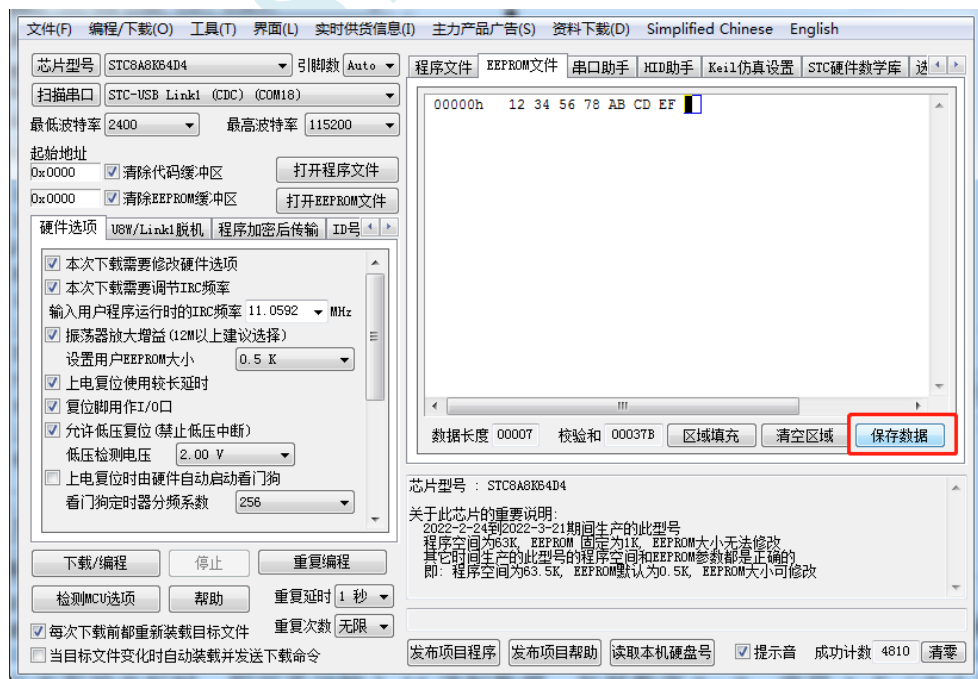 文件(F) 编程/下载(O) 工具(T) 界面(L) 实时供货信息(I) 主力产品广告(S) 资料下载(D) Simplified Chinese English
芯片型号 STC8A8K64D4 引脚数 Auto
扫描串口 STC-USB Link1 (CDC) (COM18)
最低波特率 2400 最高波特率 115200
起始地址
0x0000 清除代码缓冲区 打开程序文件
0x0000 清除EEPROM缓冲区 打开EEPROM文件
硬件选项 U8W/Link1脱机 程序加密后传输 ID号
本次下载需要修改硬件选项
本次下载需要调节IRC频率
输入用户程序运行时的IRC频率 11.0592 MHz
振荡器放大增益(12M以上建议选择)
设置用户EEPROM大小 0.5 K
上电复位使用较长延时
复位脚用作I/O口
允许低压复位(禁止低压中断)
低压检测电压 2.00 V
上电复位时由硬件自动启动看门狗
看门狗定时器分频系数 256
下载/编程 停止 重复编程
检测MCU选项 帮助 重复延时 1 秒
每次下载前都重新装载目标文件 重复次数 无限
当目标文件变化时自动装载并发送下载命令
程序文件 EEPROM文件 串口助手 HID助手 Keil仿真设置 STC硬件数学库
00000h 12 34 56 78 AB CD EF
数据长度 00007 校验和 00037B 区域填充 清空区域 保存数据
芯片型号 : STC8A8K64D4
关于此芯片的重要说明:
2022-2-24到2022-3-21期间生产的此型号
程序空间为63K, EEPROM 固定为1K, EEPROM大小无法修改
其它时间生产的此型号的程序空间和EEPROM参数都是正确的
即: 程序空间为63.5K, EEPROM默认为0.5K, EEPROM大小可修改
发布项目程序 发布项目帮助 读取本机硬盘号 提示音 成功计数 4810 清零